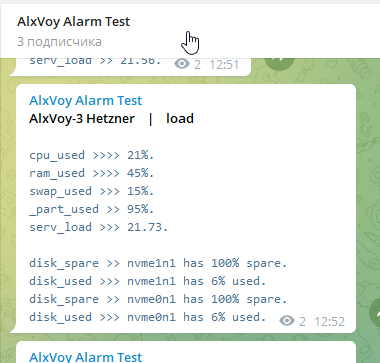 AlxVoy Alarm Test
3 подписчика
serv_load >> 21.56. 2 12:51
AlxVoy Alarm Test
AlxVoy-3 Hetzner | load
cpu_used >>>> 21%.
ram_used >>>> 45%.
swap_used >>> 15%.
_part_used >> 95%.
serv_load >>> 21.73.
disk_spare >> nvme1n1 has 100% spare.
disk_used >>> nvme1n1 has 6% used.
disk_spare >> nvme0n1 has 100% spare.
disk_used >>> nvme0n1 has 6% used. 2 12:52
AlxVoy Alarm Test